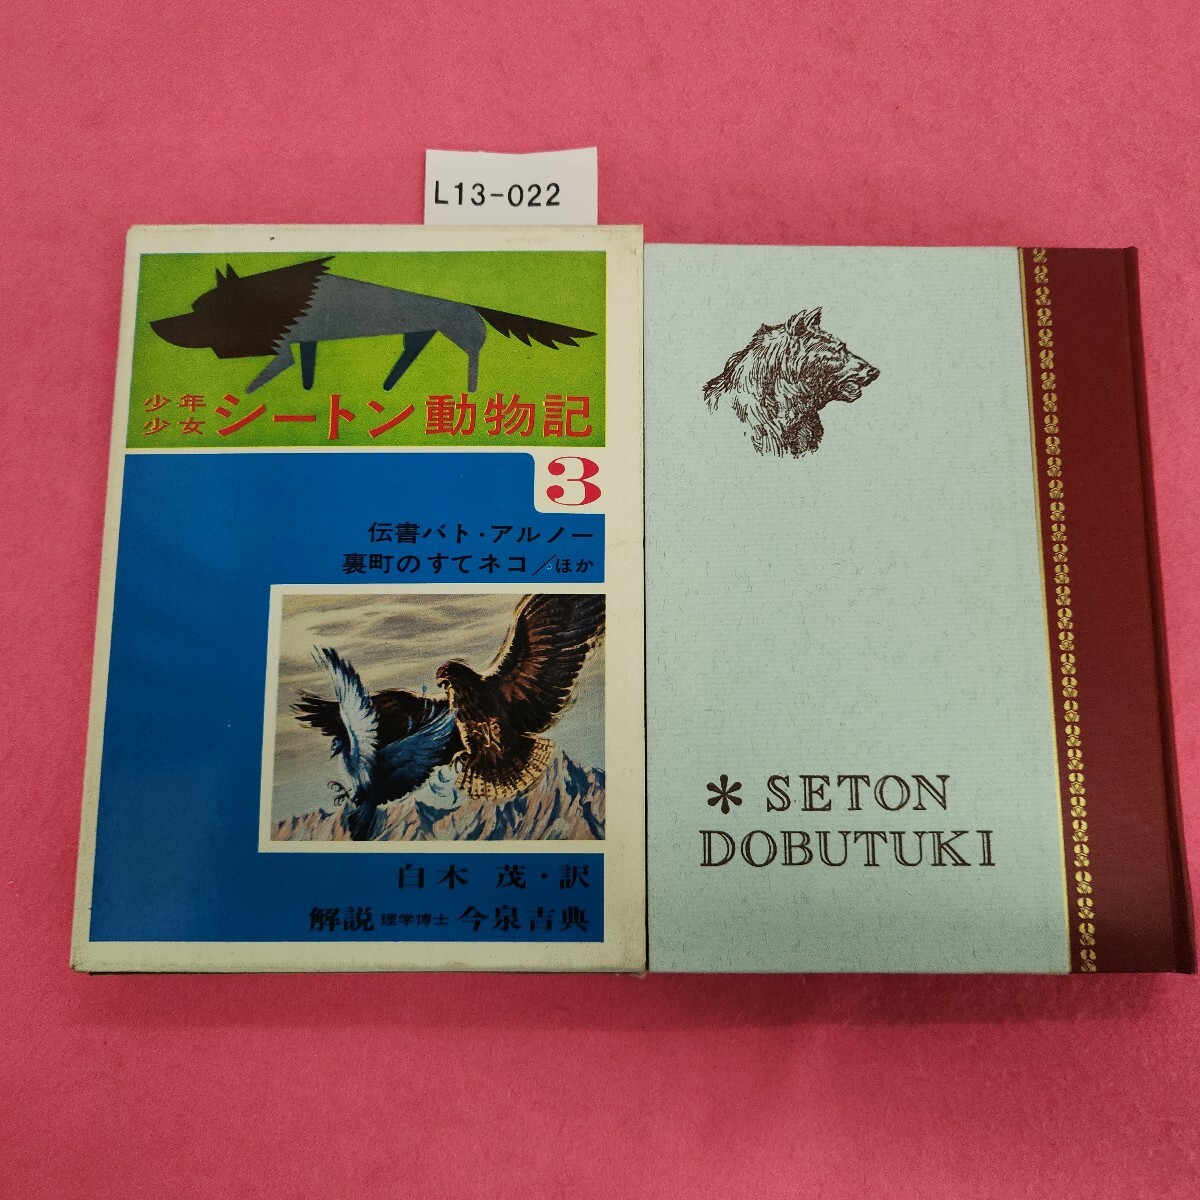 L13-022
少年
少女 シートン動物記
3
伝書バト・アルノー
裏町のすてネコ/ほか
白木 茂・訳
解説 理学博士 今泉吉典
* SETON
DOBUTUKI